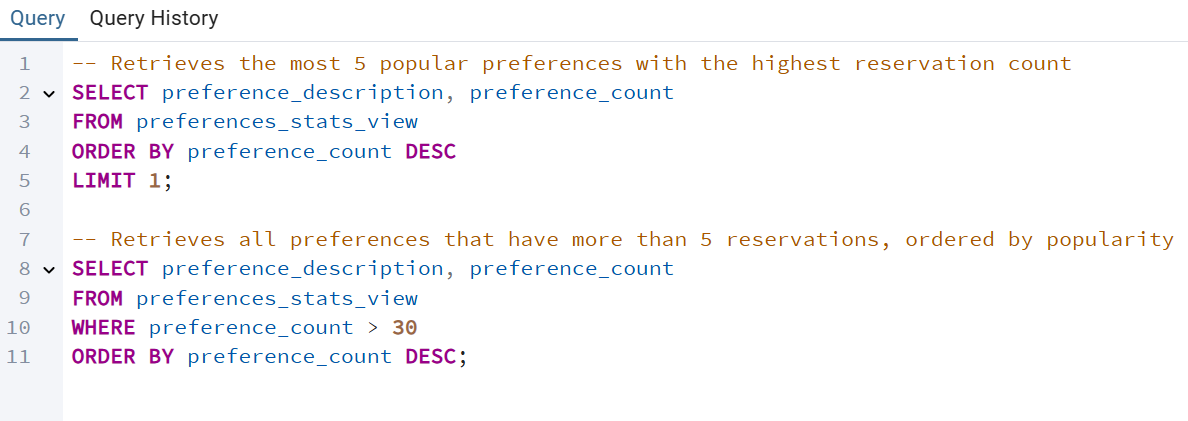 Query Query History
1 -- Retrieves the most 5 popular preferences with the highest reservation count
2 SELECT preference_description, preference_count
3 FROM preferences_stats_view
4 ORDER BY preference_count DESC
5 LIMIT 1;
6
7 -- Retrieves all preferences that have more than 5 reservations, ordered by popularity
8 SELECT preference_description, preference_count
9 FROM preferences_stats_view
10 WHERE preference_count > 30
11 ORDER BY preference_count DESC;